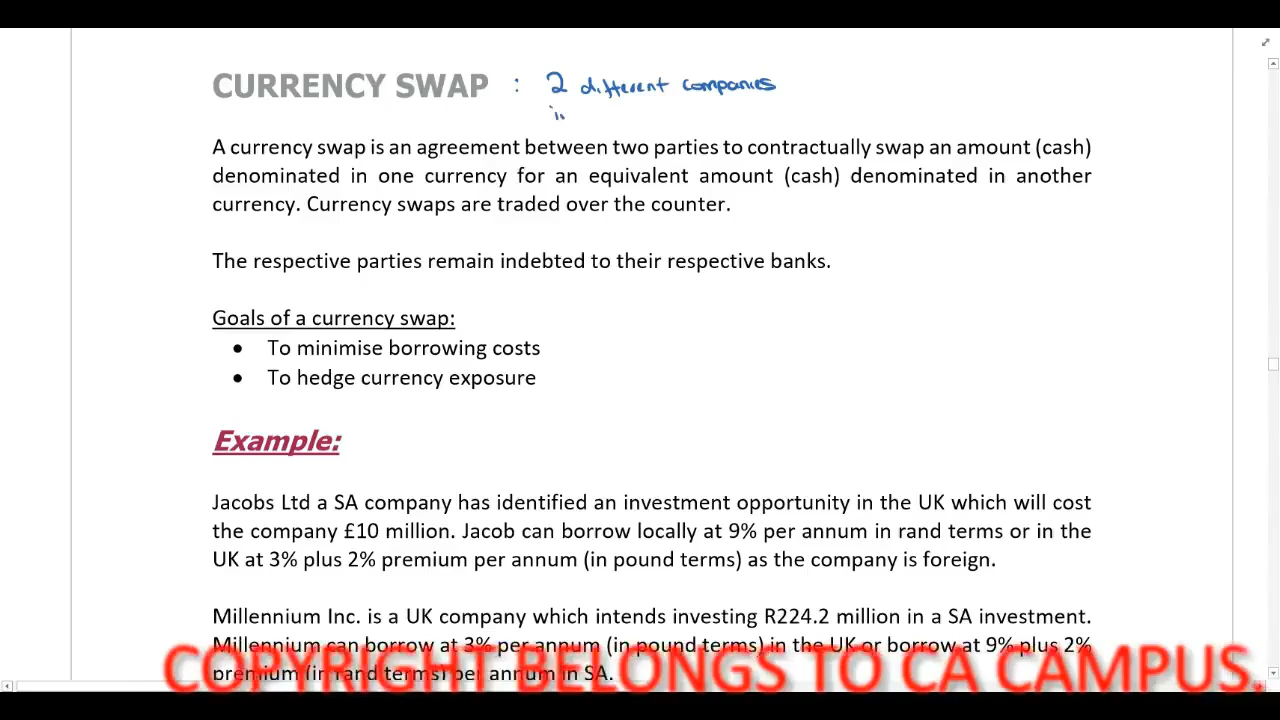 CURRENCY SWAP : 2 different companies
A currency swap is an agreement between two parties to contractually swap an amount (cash)
denominated in one currency for an equivalent amount (cash) denominated in another
currency. Currency swaps are traded over the counter.
The respective parties remain indebted to their respective banks.
Goals of a currency swap:
• To minimise borrowing costs
• To hedge currency exposure
Example:
Jacobs Ltd a SA company has identified an investment opportunity in the UK which will cost
the company £10 million. Jacob can borrow locally at 9% per annum in rand terms or in the
UK at 3% plus 2% premium per annum (in pound terms) as the company is foreign.
Millennium Inc. is a UK company which intends investing R224.2 million in a SA investment.
Millennium can borrow at 3% per annum (in pound terms) in the UK or borrow at 9% plus 2%
premium (in rand terms) per annum in SA.
COPYRIGHT BELONGS TO CA CAMPUS.